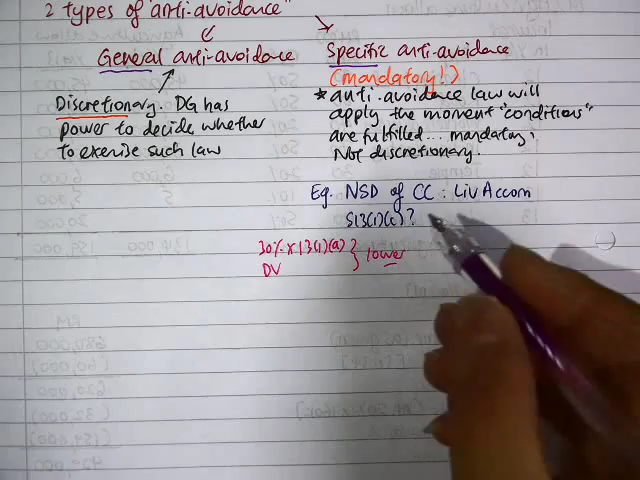 2 types of "anti-avoidance"
General anti-avoidance
Specific anti-avoidance
(mandatory!)
Discretionary. DG has
power to decide whether
to exerise such law
* anti-avoidance law will
apply the moment "conditions"
are fulfilled... mandatory;
Not discretionary.
Eg. NSD of CC: Liv Accom
S13(1)(c)?
30% x 13(1)(a)
DV
} lower